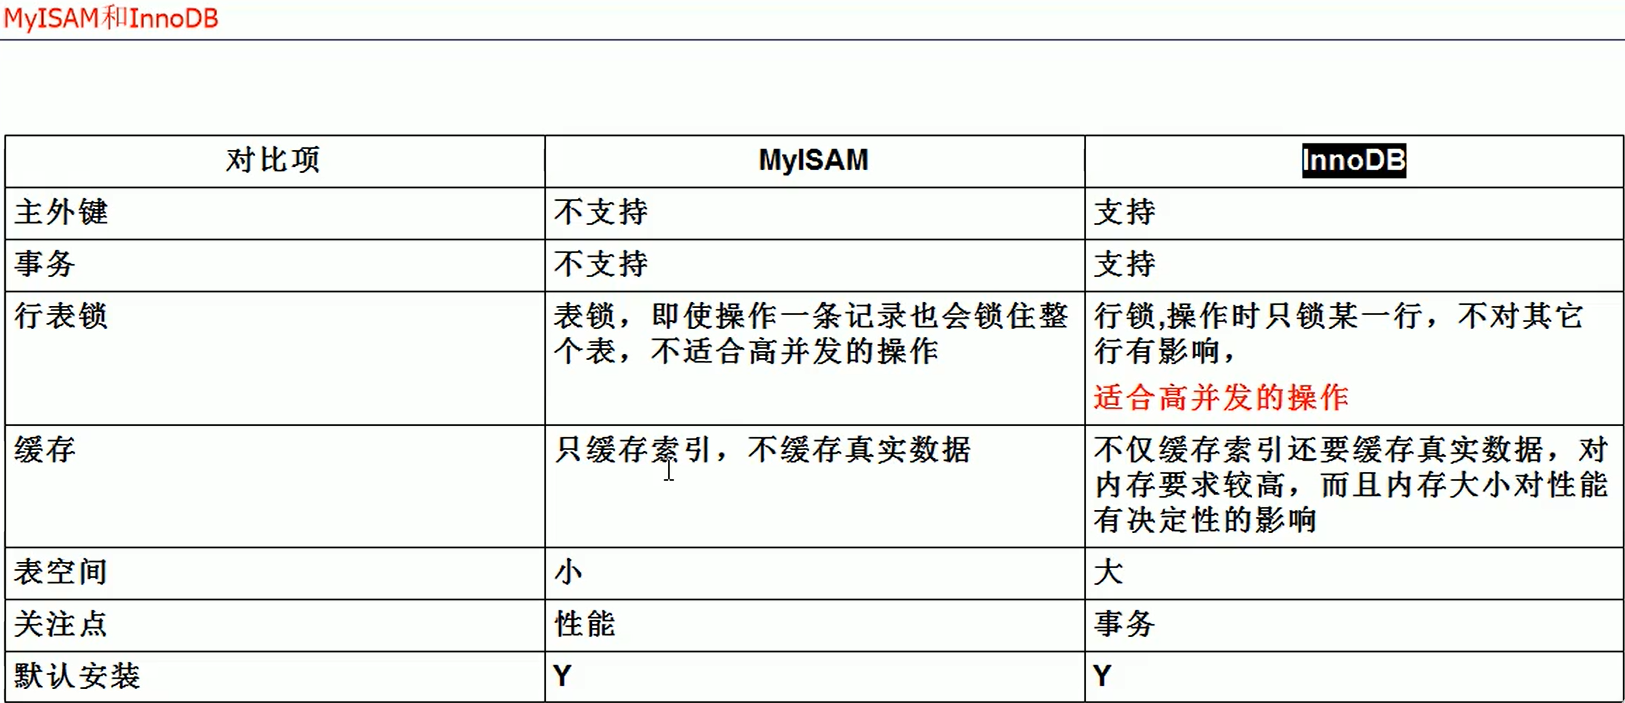 MyISAM和InnoDB
对比项 MyISAM InnoDB
主外键 不支持 支持
事务 不支持 支持
行表锁
表锁，即使操作一条记录也会锁住整
个表，不适合高并发的操作
行锁,操作时只锁某一行，不对其它
行有影响，
适合高并发的操作
缓存
只缓存索引，不缓存真实数据
不仅缓存索引还要缓存真实数据，对
内存要求较高，而且内存大小对性能
有决定性的影响
表空间 小 大
关注点 性能 事务
默认安装 Y Y